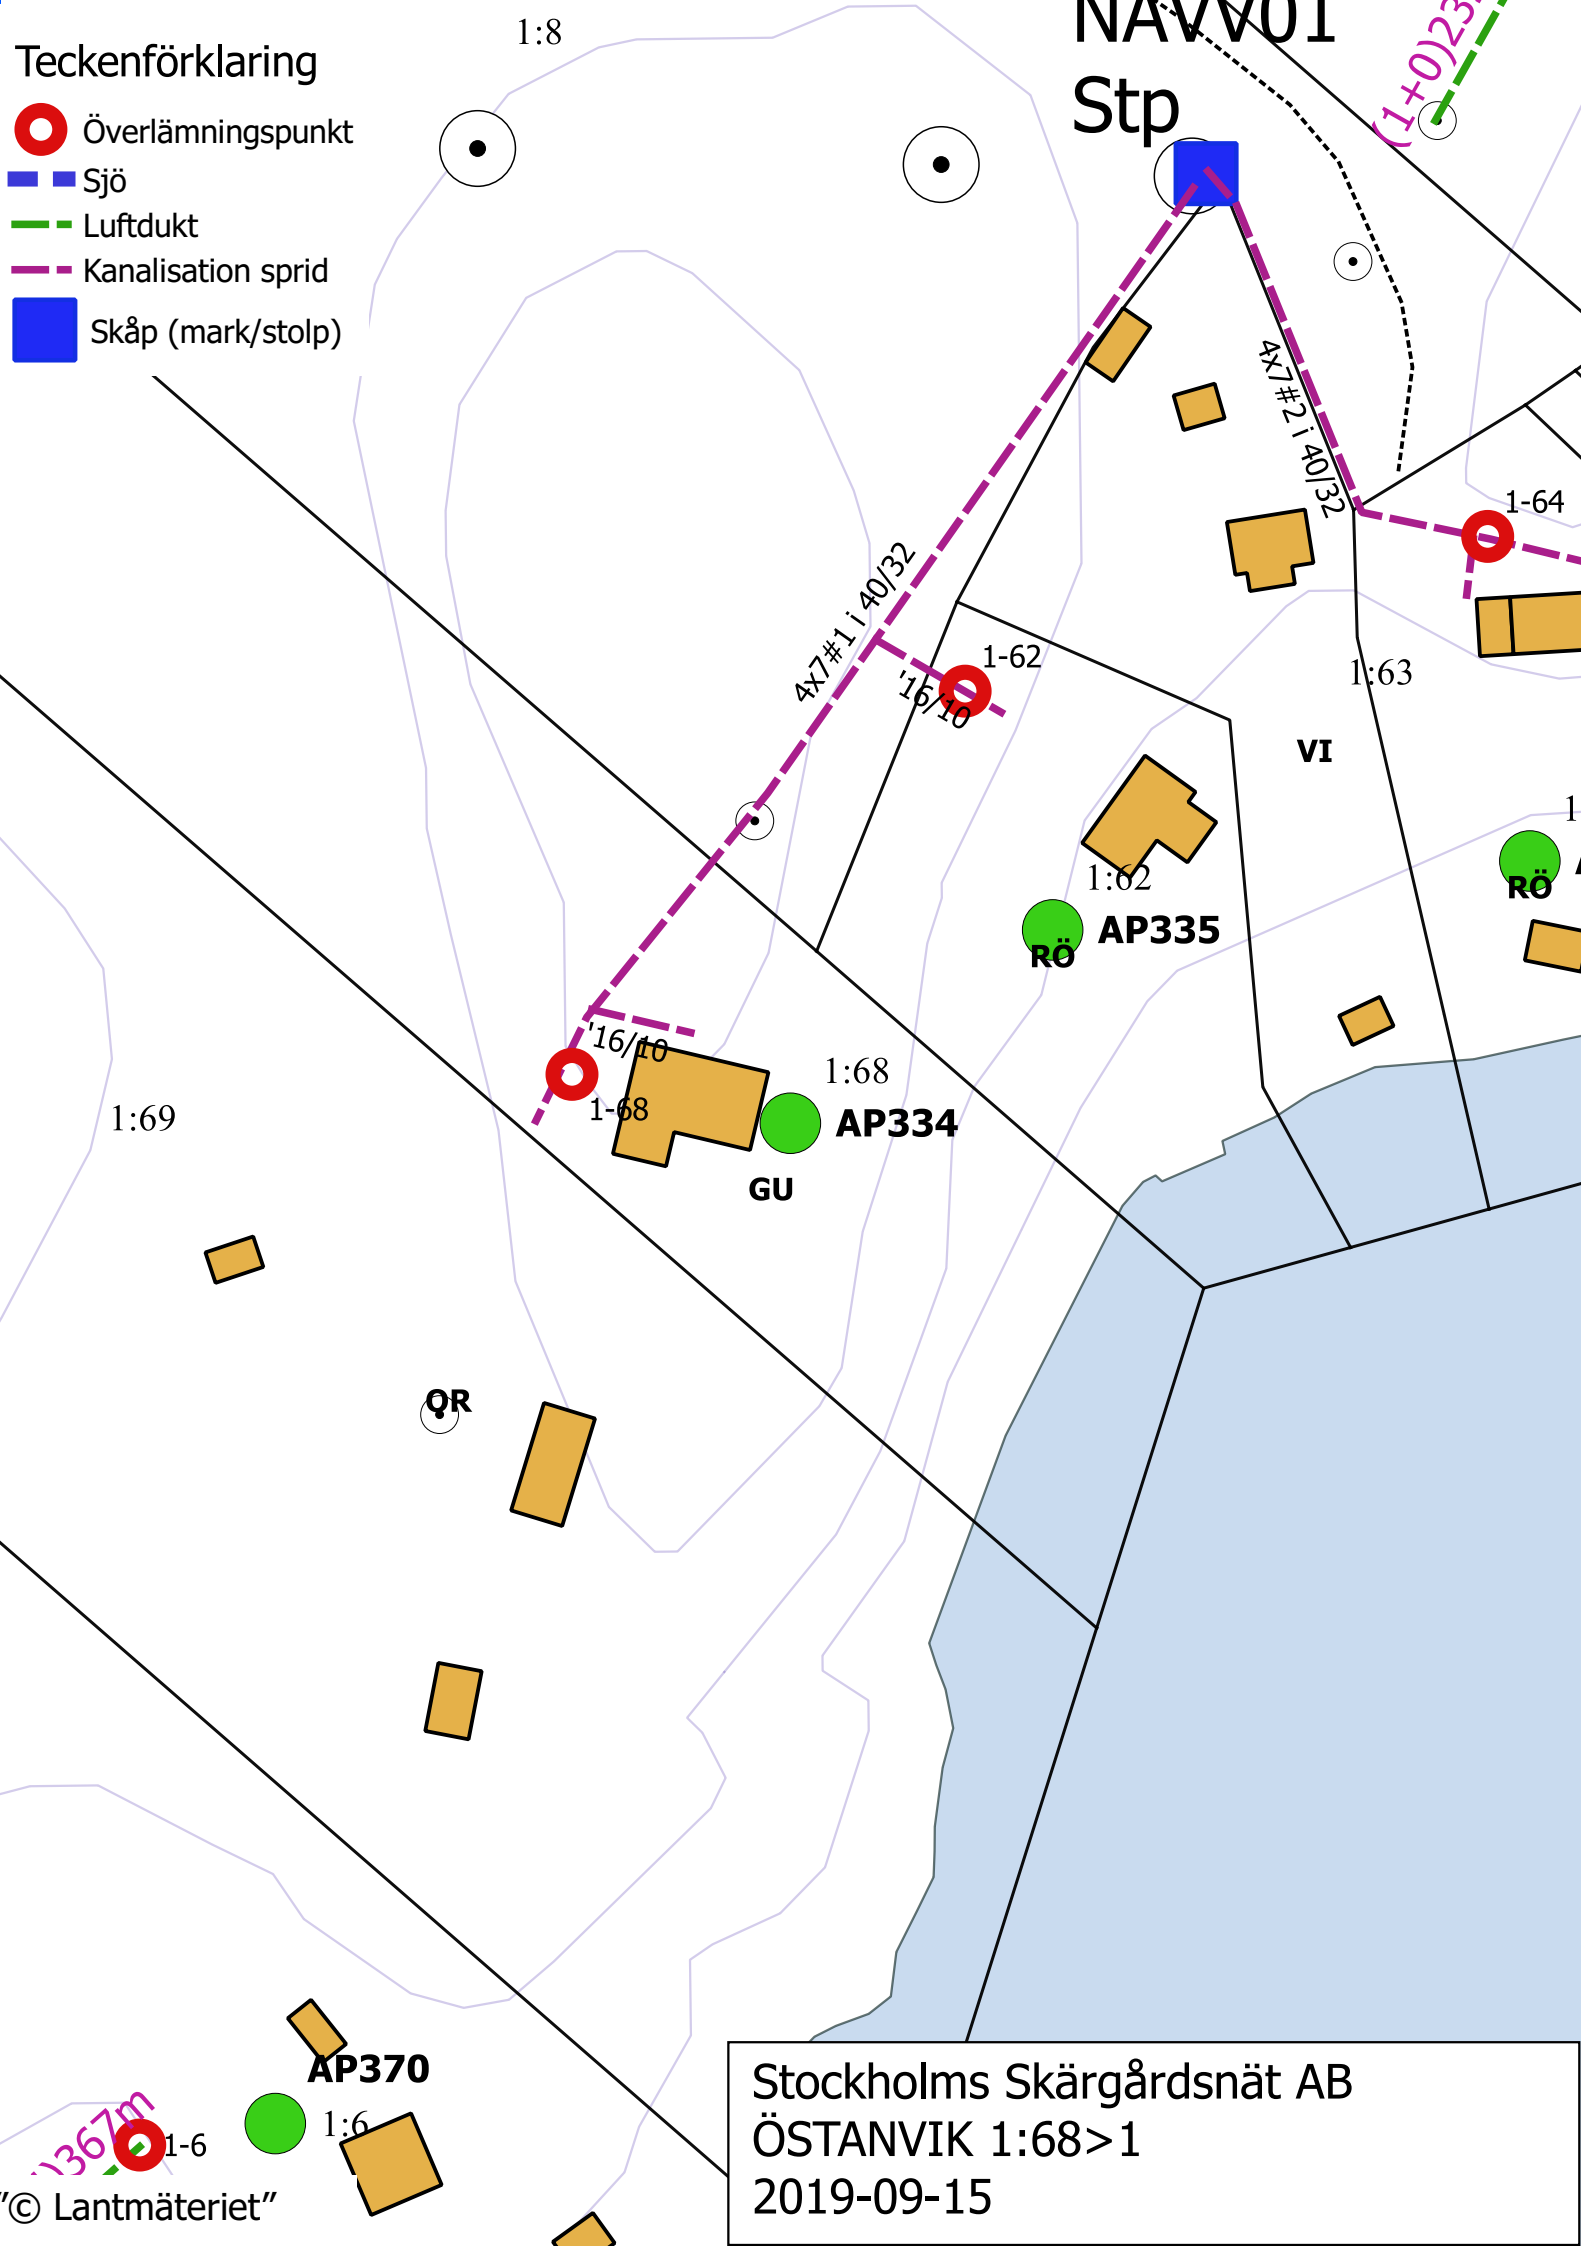 1:8
NAVV01
Stp
Teckenförklaring
Överlämningspunkt
Sjö
Luftdukt
Kanalisation sprid
Skåp (mark/stolp)
4x7#2 i 40/32
1-64
4x7#1 i 40/32
1-62
'16/10
1:63
VI
RÖ
1:62
AP335
RÖ
'16/10
1:68
1-68
AP334
1:69
GU
QR
AP370
1:6
1-6
"© Lantmäteriet"
Stockholms Skärgårdsnät AB
ÖSTANVIK 1:68>1
2019-09-15